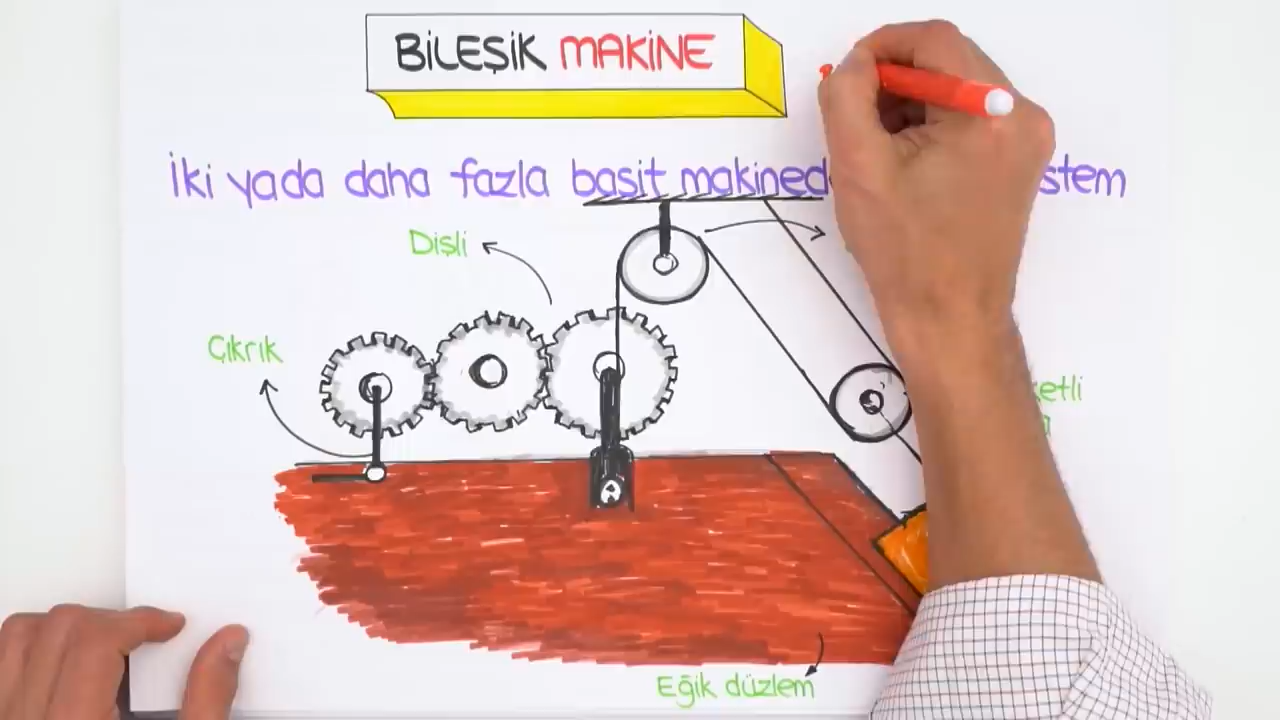 BİLEŞİK MAKİNE
İki yada daha fazla basit
Dişli
Çıkrık
Eğik düzlem